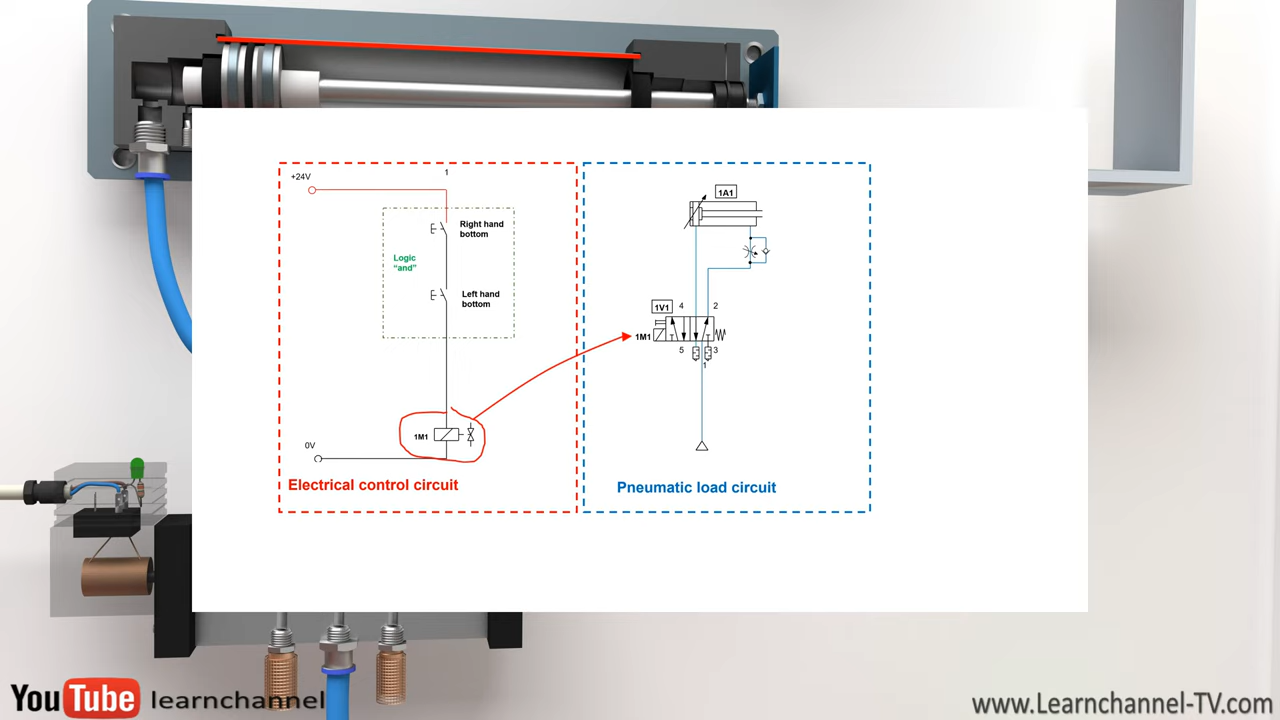 +24V
1
Right hand
bottom
Logic
"and"
Left hand
bottom
1M1
0V
Electrical control circuit
1A1
1V1
4
2
1M1
5
3
1
Pneumatic load circuit
YouTube learnchannel
www.Learnchannel-TV.com